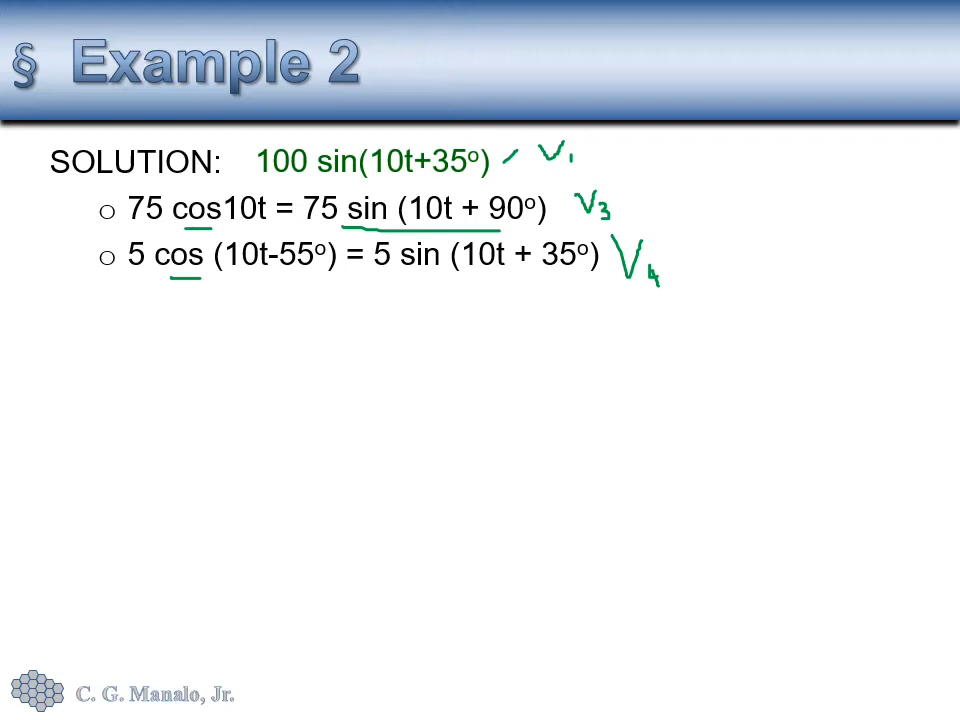 § Example 2
SOLUTION: 100 sin(10t+35º) V1
o 75 cos10t = 75 sin (10t + 90º) V3
o 5 cos (10t-55º) = 5 sin (10t + 35º) V4
C. G. Manalo, Jr.